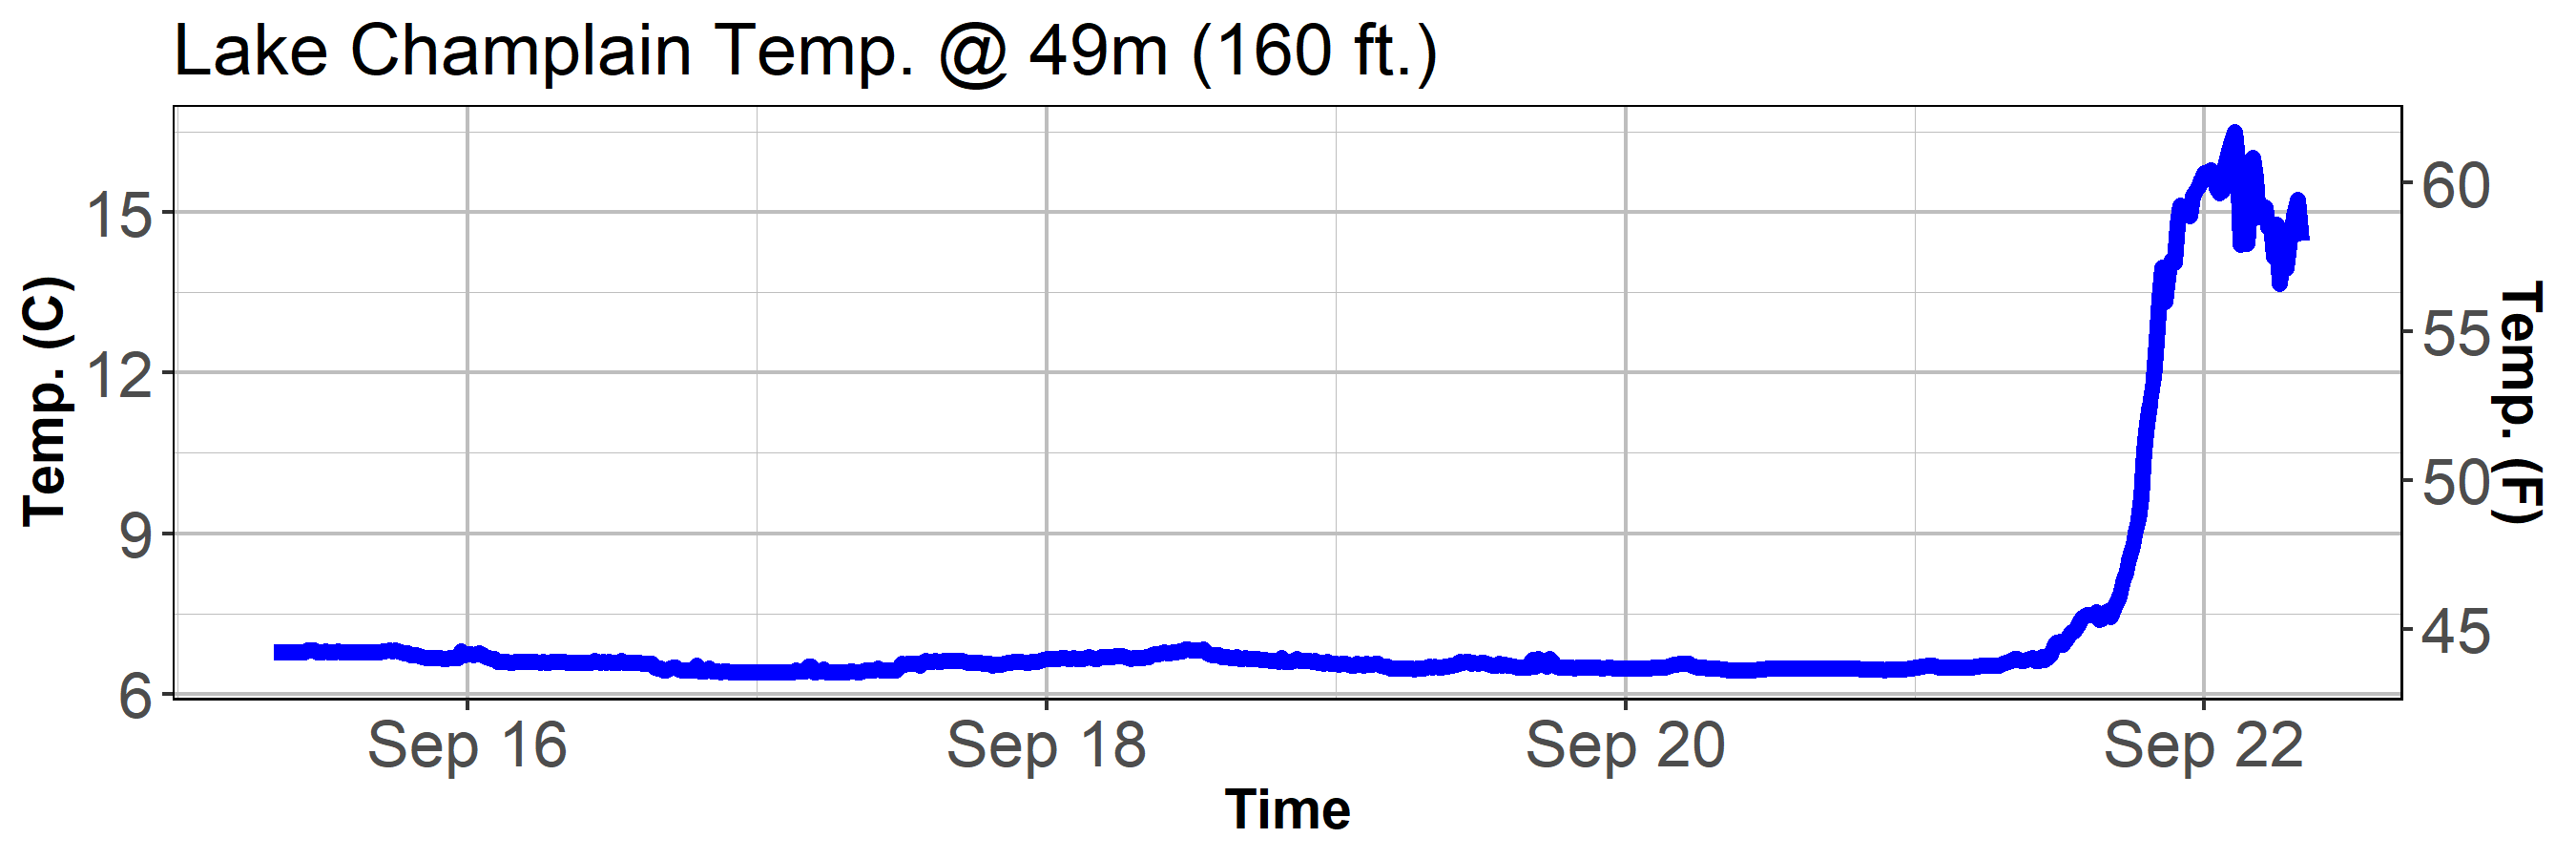 Lake Champlain Temp. @ 49m (160 ft.)
Temp. (C)
15
12
9
6
60
55
50
45
Temp. (F)
Sep 16 Sep 18 Sep 20 Sep 22
Time